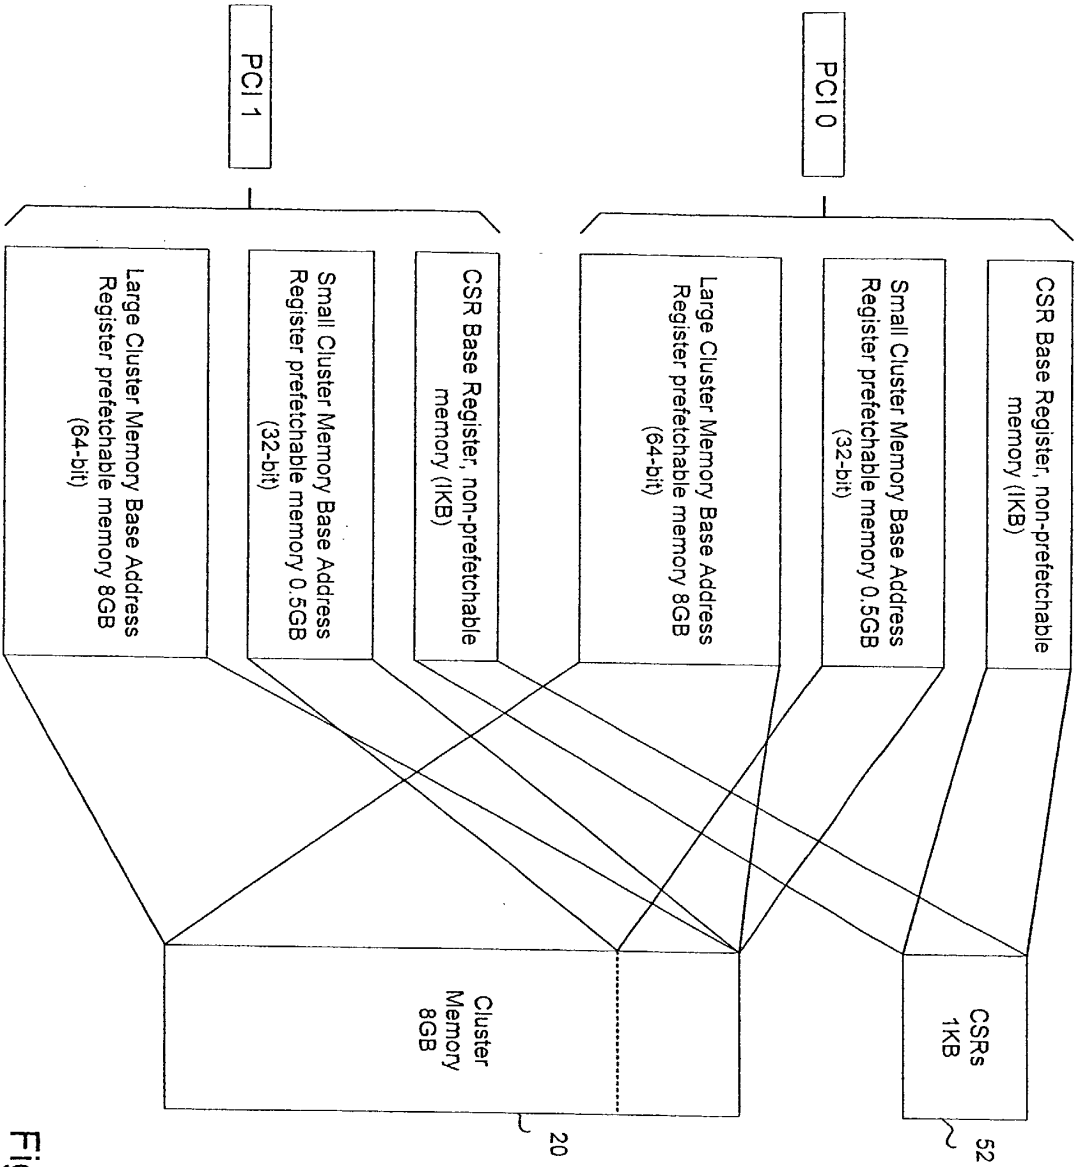 PCI 0
CSR Base Register, non-prefetchable
memory (IKB)
Small Cluster Memory Base Address
Register prefetchable memory 0.5GB
(32-bit)
Large Cluster Memory Base Address
Register prefetchable memory 8GB
(64-bit)
PCI 1
CSR Base Register, non-prefetchable
memory (IKB)
Small Cluster Memory Base Address
Register prefetchable memory 0.5GB
(32-bit)
Large Cluster Memory Base Address
Register prefetchable memory 8GB
(64-bit)
CSRs
1KB
52
Cluster
Memory
8GB
20